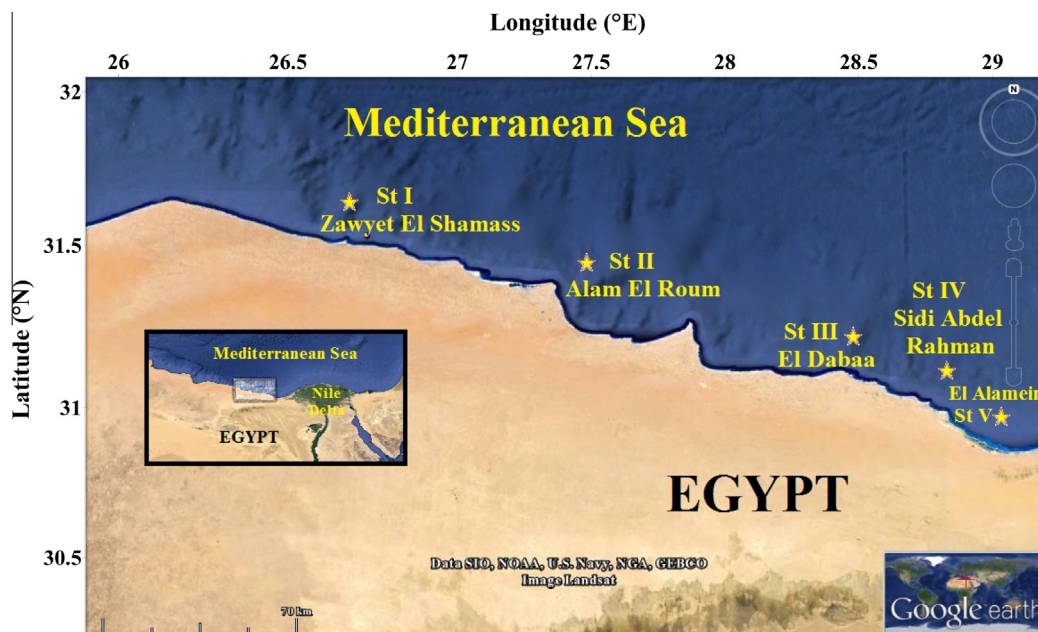 Longitude (°E)
26 26.5 27 27.5 28 28.5 29
Latitude (°N)
32
31.5
31
30.5
N
Mediterranean Sea
St I
Zawyet El Shamass
St II
Alam El Roum
St III
El Dabaa
St IV
Sidi Abdel
Rahman
El Alamein
St V
Mediterranean Sea
Nile
Delta
EGYPT
EGYPT
Data SIO, NOAA, U.S. Navy, NGA, GEBCO
Image Landsat
70 km
Google earth